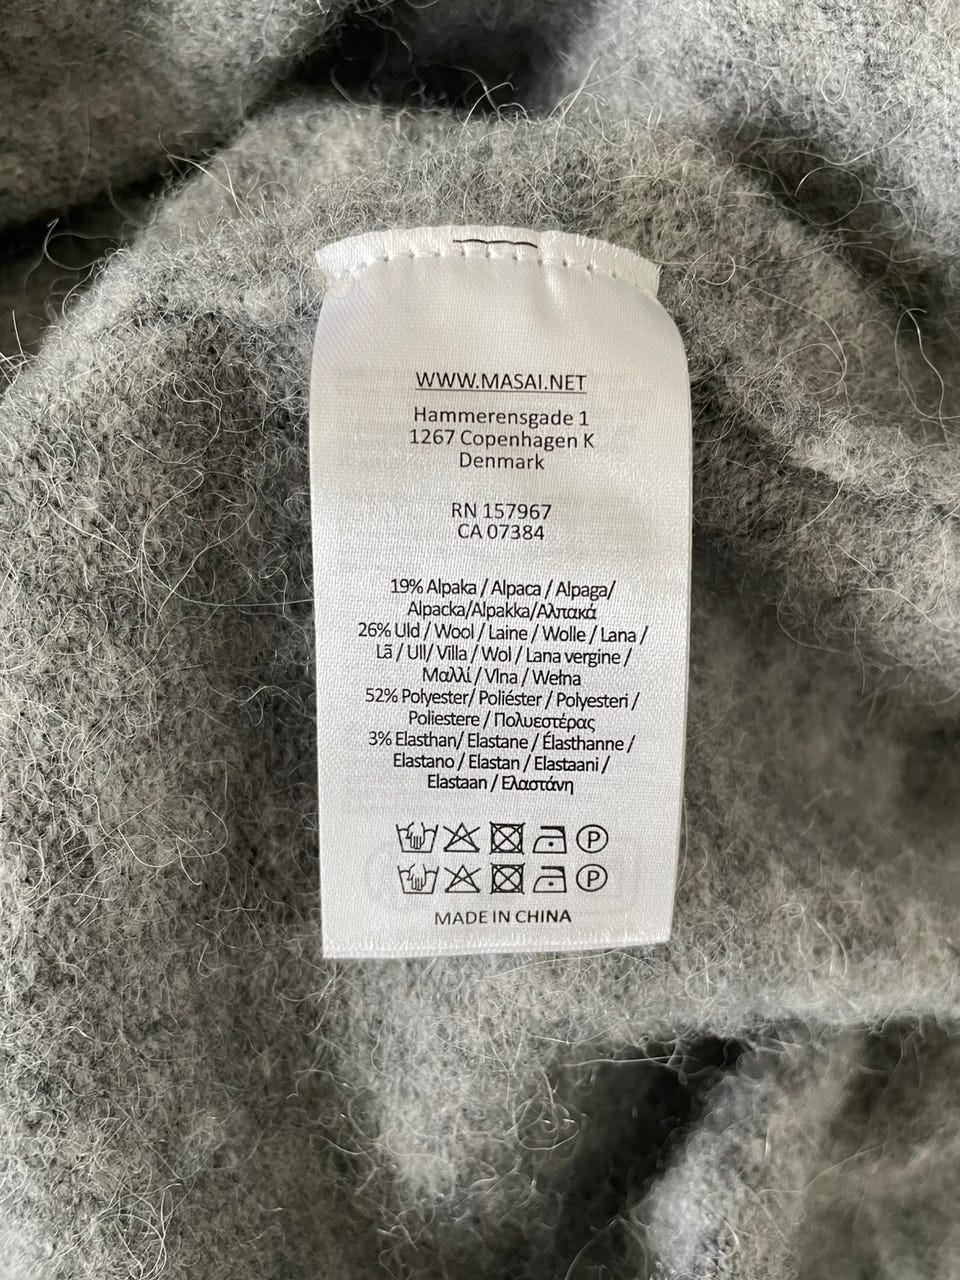 WWW.MASAI.NET
Hammerensgade 1
1267 Copenhagen K
Denmark
RN 157967
CA 07384
19% Alpaka / Alpaca / Alpaga/
Alpacka/Alpakka/Αλπακά
26% Uld / Wool / Laine / Wolle / Lana /
Lã / Ull/ Villa / Wol / Lana vergine /
Μαλλί / Vlna / Wełna
52% Polyester/ Poliéster / Polyesteri /
Poliestere / Πολυεστέρας
3% Elasthan/ Elastane / Élasthanne /
Elastano / Elastan / Elastaani /
Elastaan / Ελαστάνη
P
P
MADE IN CHINA